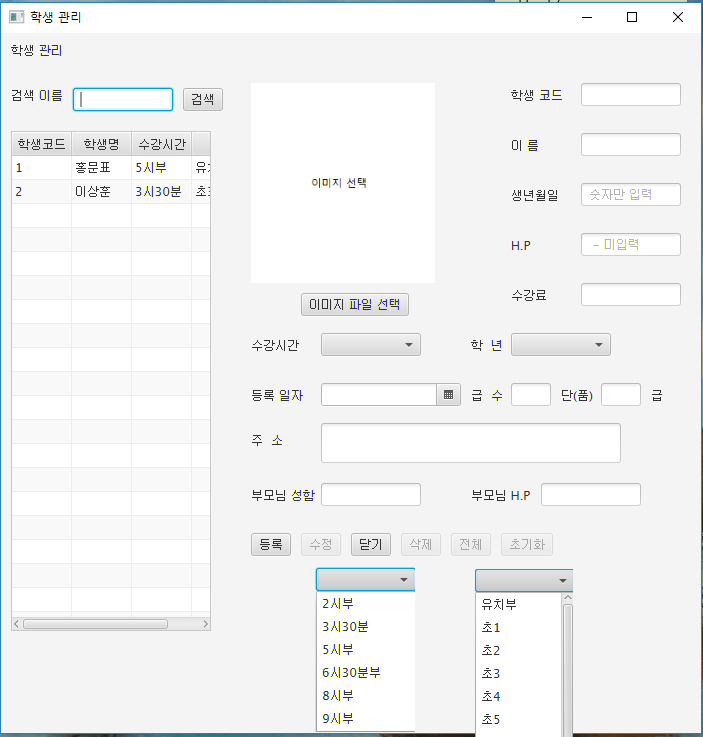 학생 관리
학생 관리
검색 이름
검색
학생코드 학생명 수강시간
1 홍문표 5시부 유치
2 이상훈 3시30분 초
이미지 선택
이미지 파일 선택
학생 코드
이 름
생년월일 숫자만 입력
H.P - 미입력
수강료
수강시간 학 년
등록 일자 급 수 단(품) 급
주 소
부모님 성함 부모님 H.P
등록 수정 닫기 삭제 전체 초기화
2시부
3시30분
5시부
6시30분부
8시부
9시부
유치부
초1
초2
초3
초4
초5